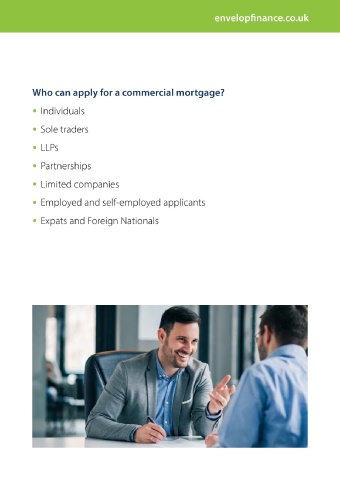 envelopfinance.co.uk
Who can apply for a commercial mortgage?
• Individuals
• Sole traders
• LLPs
• Partnerships
• Limited companies
• Employed and self-employed applicants
• Expats and Foreign Nationals